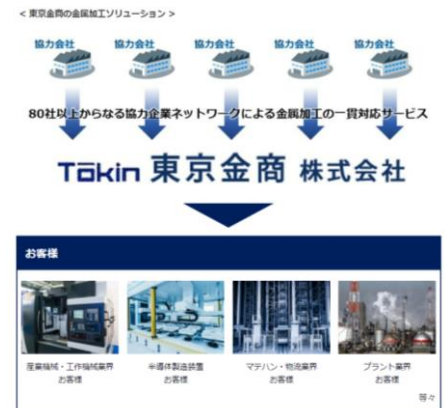 < 東京金商の金属加工ソリューション >
協力会社 協力会社 協力会社 協力会社 協力会社
80社以上からなる協力企業ネットワークによる金属加工の一貫対応サービス
Tōkin 東京金商 株式会社
お客様
産業機械・工作機械業界 半導体製造装置 マテハン・物流業界 プラント業界
お客様 お客様 お客様 お客様
等々